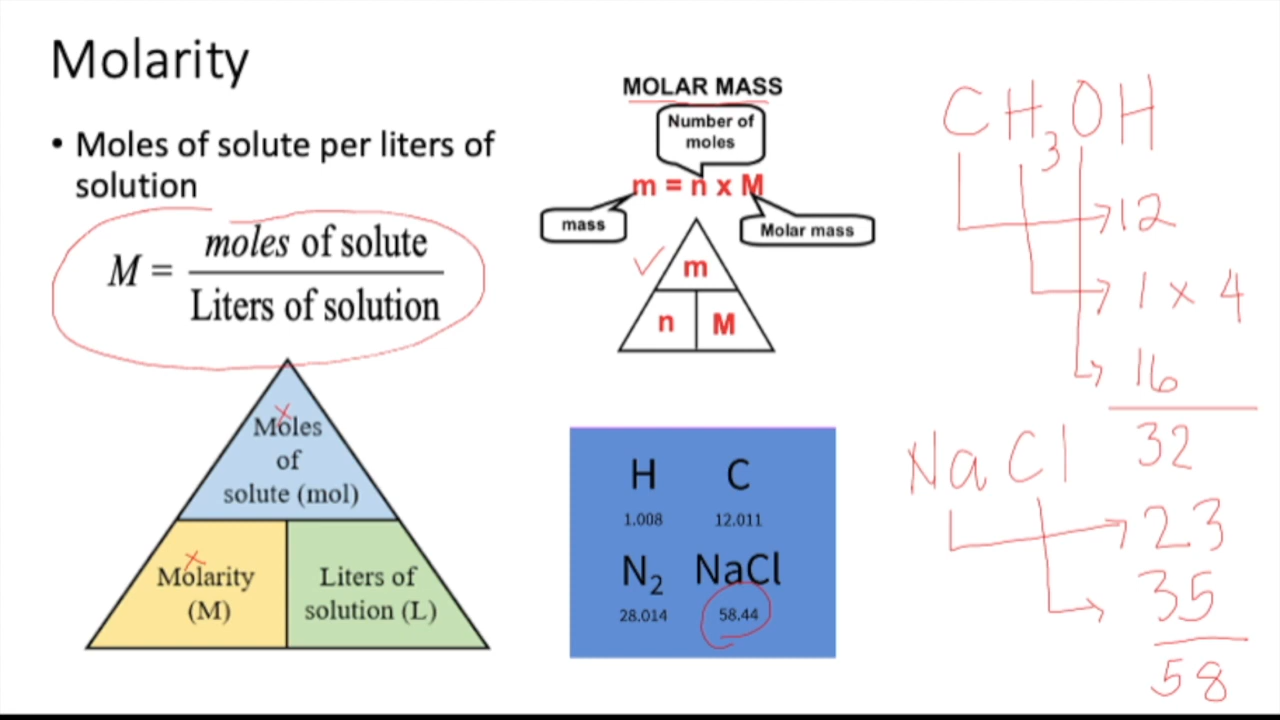 Molarity
• Moles of solute per liters of
solution
M = moles of solute
Liters of solution
Moles
of
solute (mol)
Molarity
(M)
Liters of
solution (L)
MOLAR MASS
Number of
moles
m = n x M
mass
Molar mass
m
n M
H C
1.008 12.011
N₂ NaCl
28.014 58.44
CH₃OH
12
1 x 4
16
32
NaCl
23
35
58